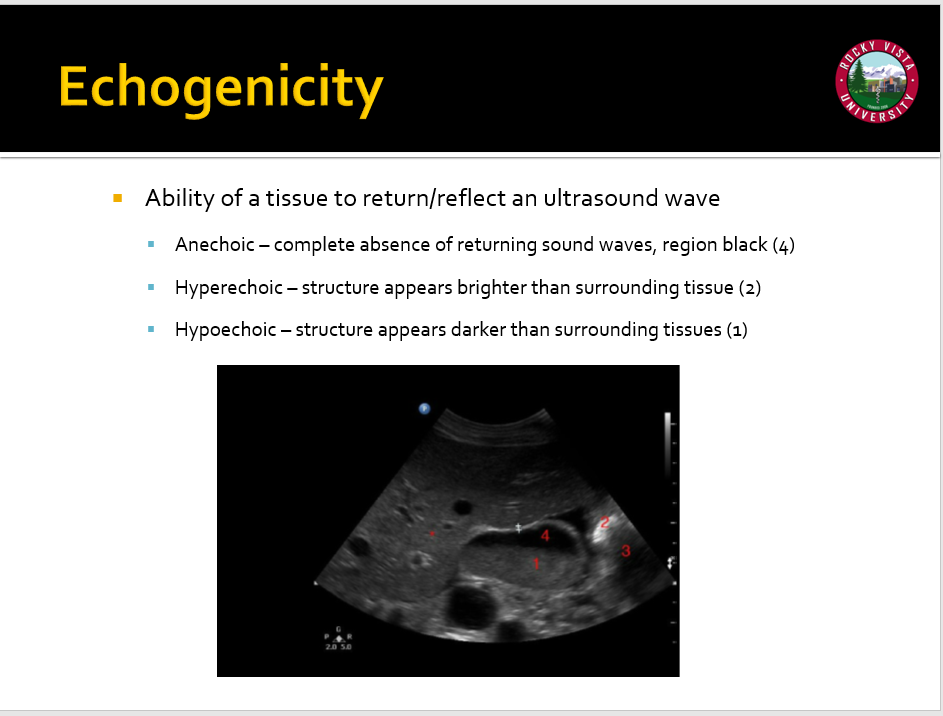 Echogenicity
ROCKY VISTA
UNIVERSITY
Ability of a tissue to return/reflect an ultrasound wave
Anechoic – complete absence of returning sound waves, region black (4)
Hyperechoic – structure appears brighter than surrounding tissue (2)
Hypoechoic – structure appears darker than surrounding tissues (1)
P
2
4
3
1
G
P R
2.0 5.0